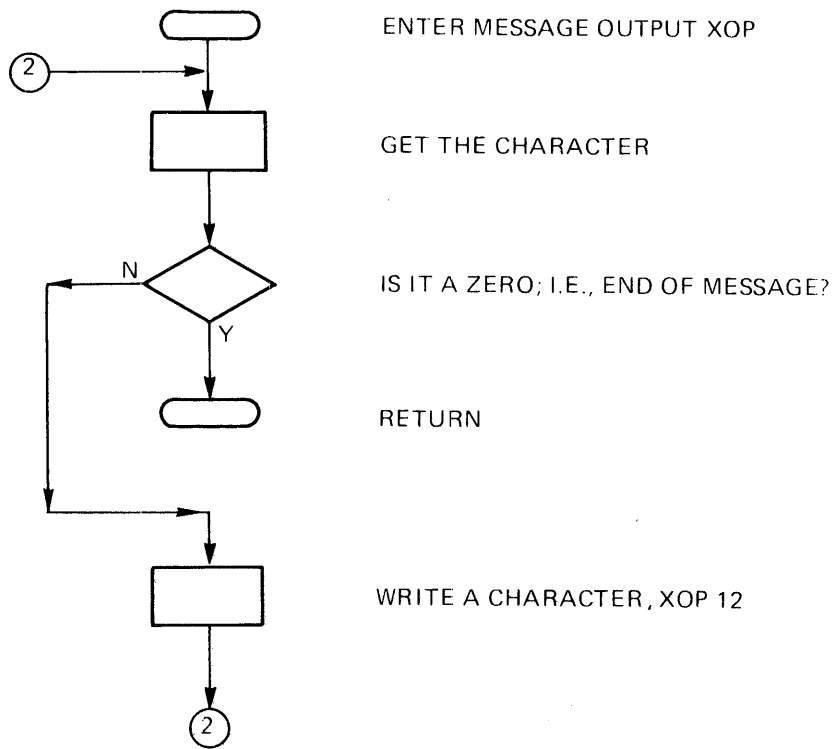 ENTER MESSAGE OUTPUT XOP
2
GET THE CHARACTER
N
IS IT A ZERO; I.E., END OF MESSAGE?
Y
RETURN
WRITE A CHARACTER, XOP 12
2